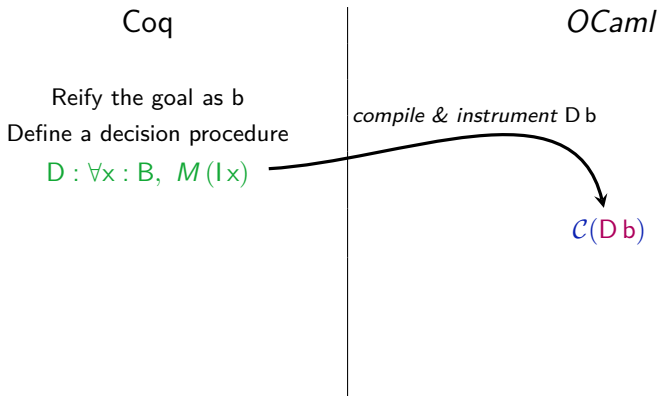 Coq
OCaml
Reify the goal as b
Define a decision procedure
D : ∀x : B, M (I x)
compile & instrument D b
𝒞(D b)